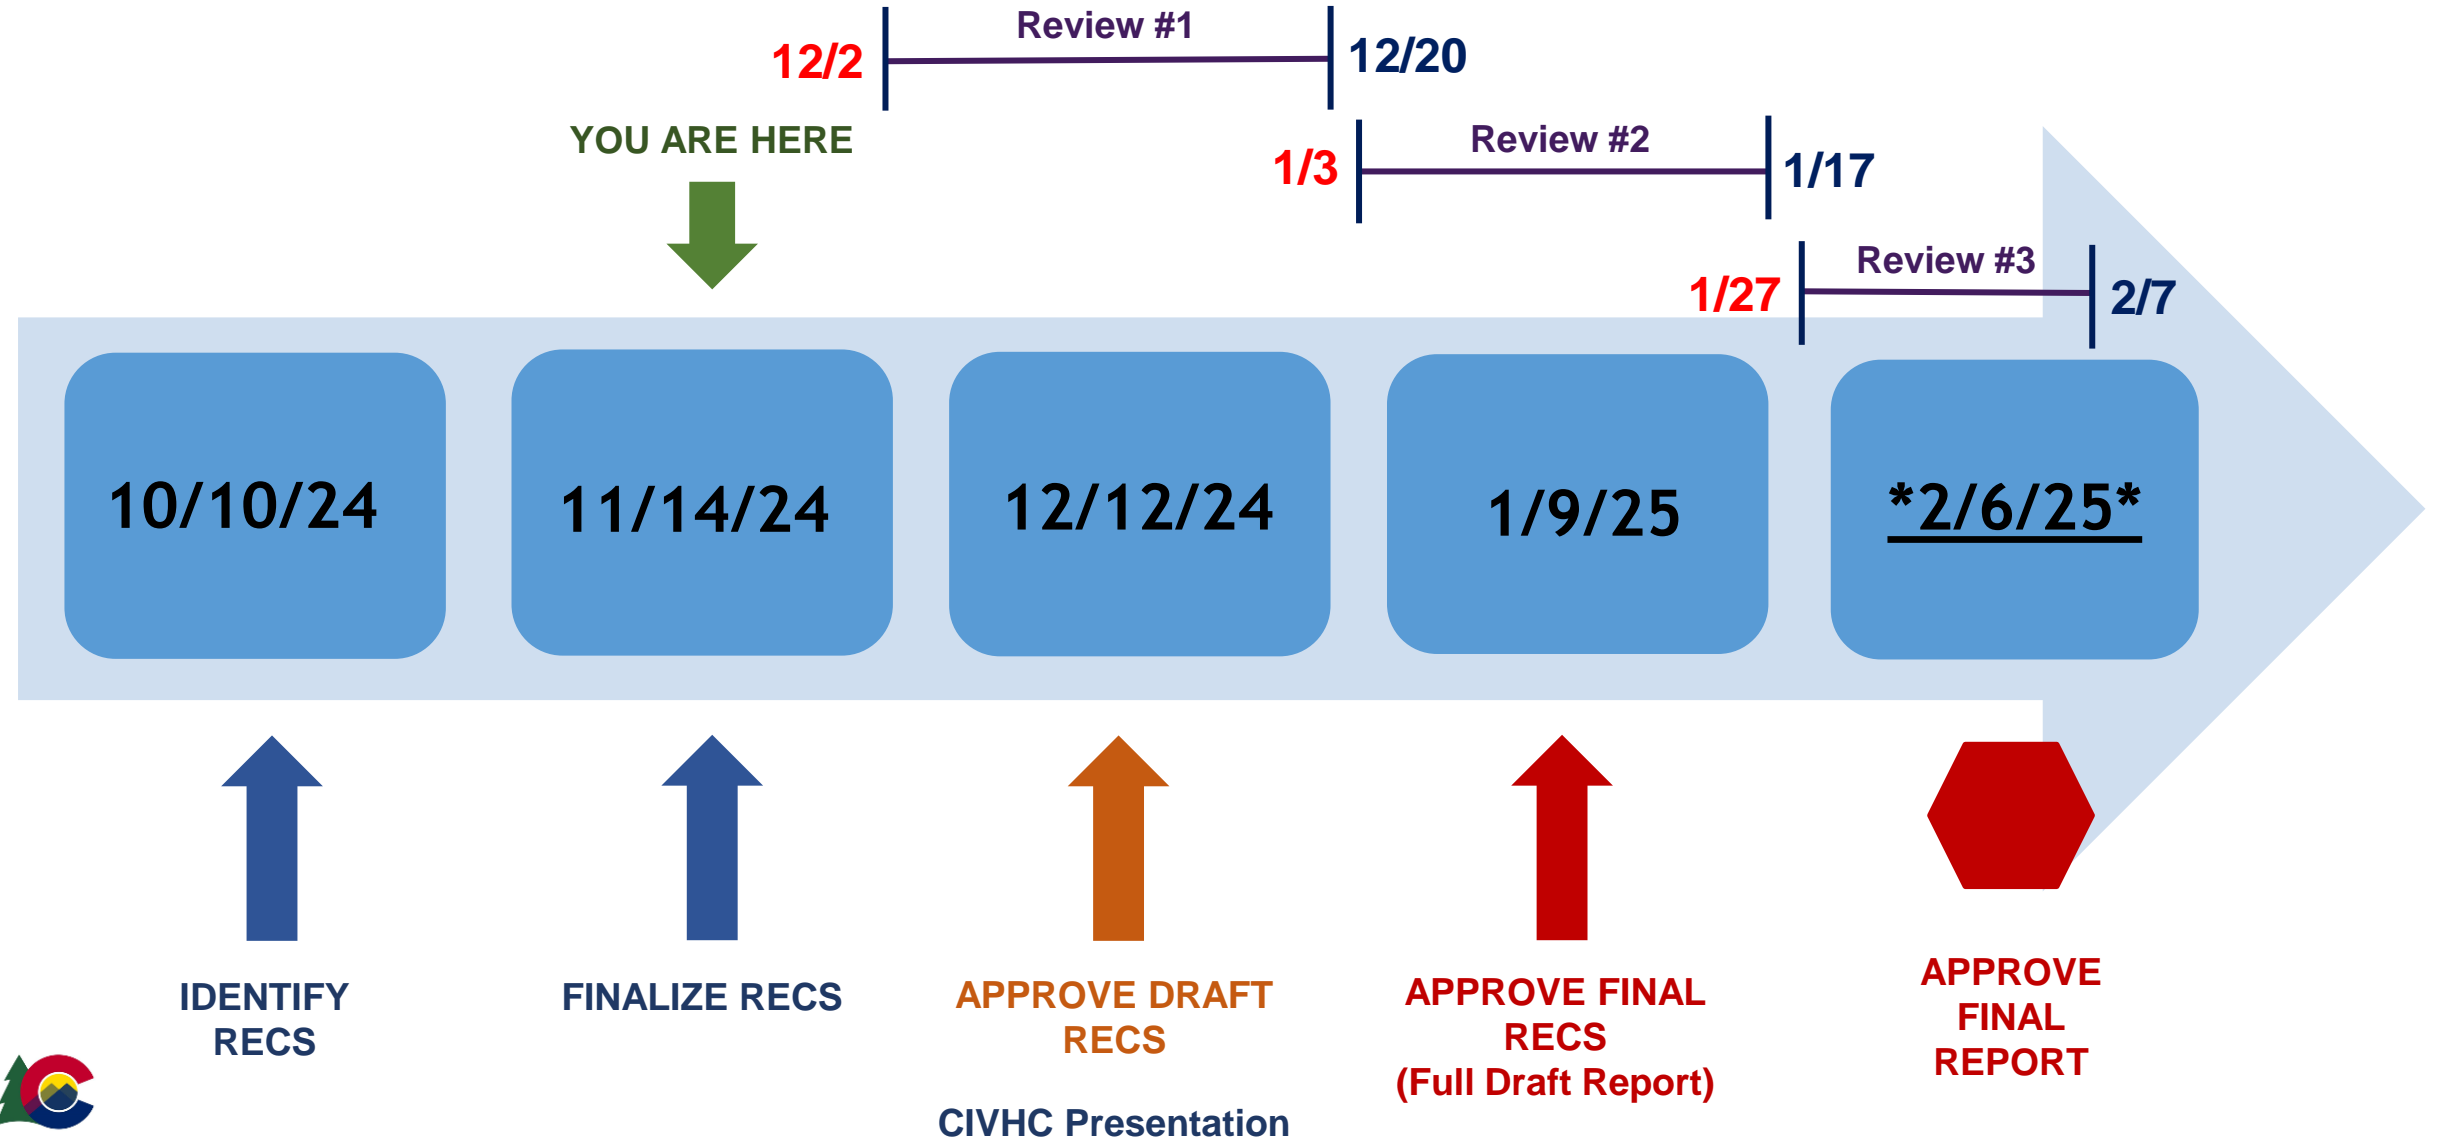 Review #1
12/2
12/20
YOU ARE HERE
Review #2
1/3
1/17
Review #3
1/27
2/7
10/10/24
11/14/24
12/12/24
1/9/25
*2/6/25*
IDENTIFY
RECS
FINALIZE RECS
APPROVE DRAFT
RECS
CIVHC Presentation
APPROVE FINAL
RECS
(Full Draft Report)
APPROVE
FINAL
REPORT